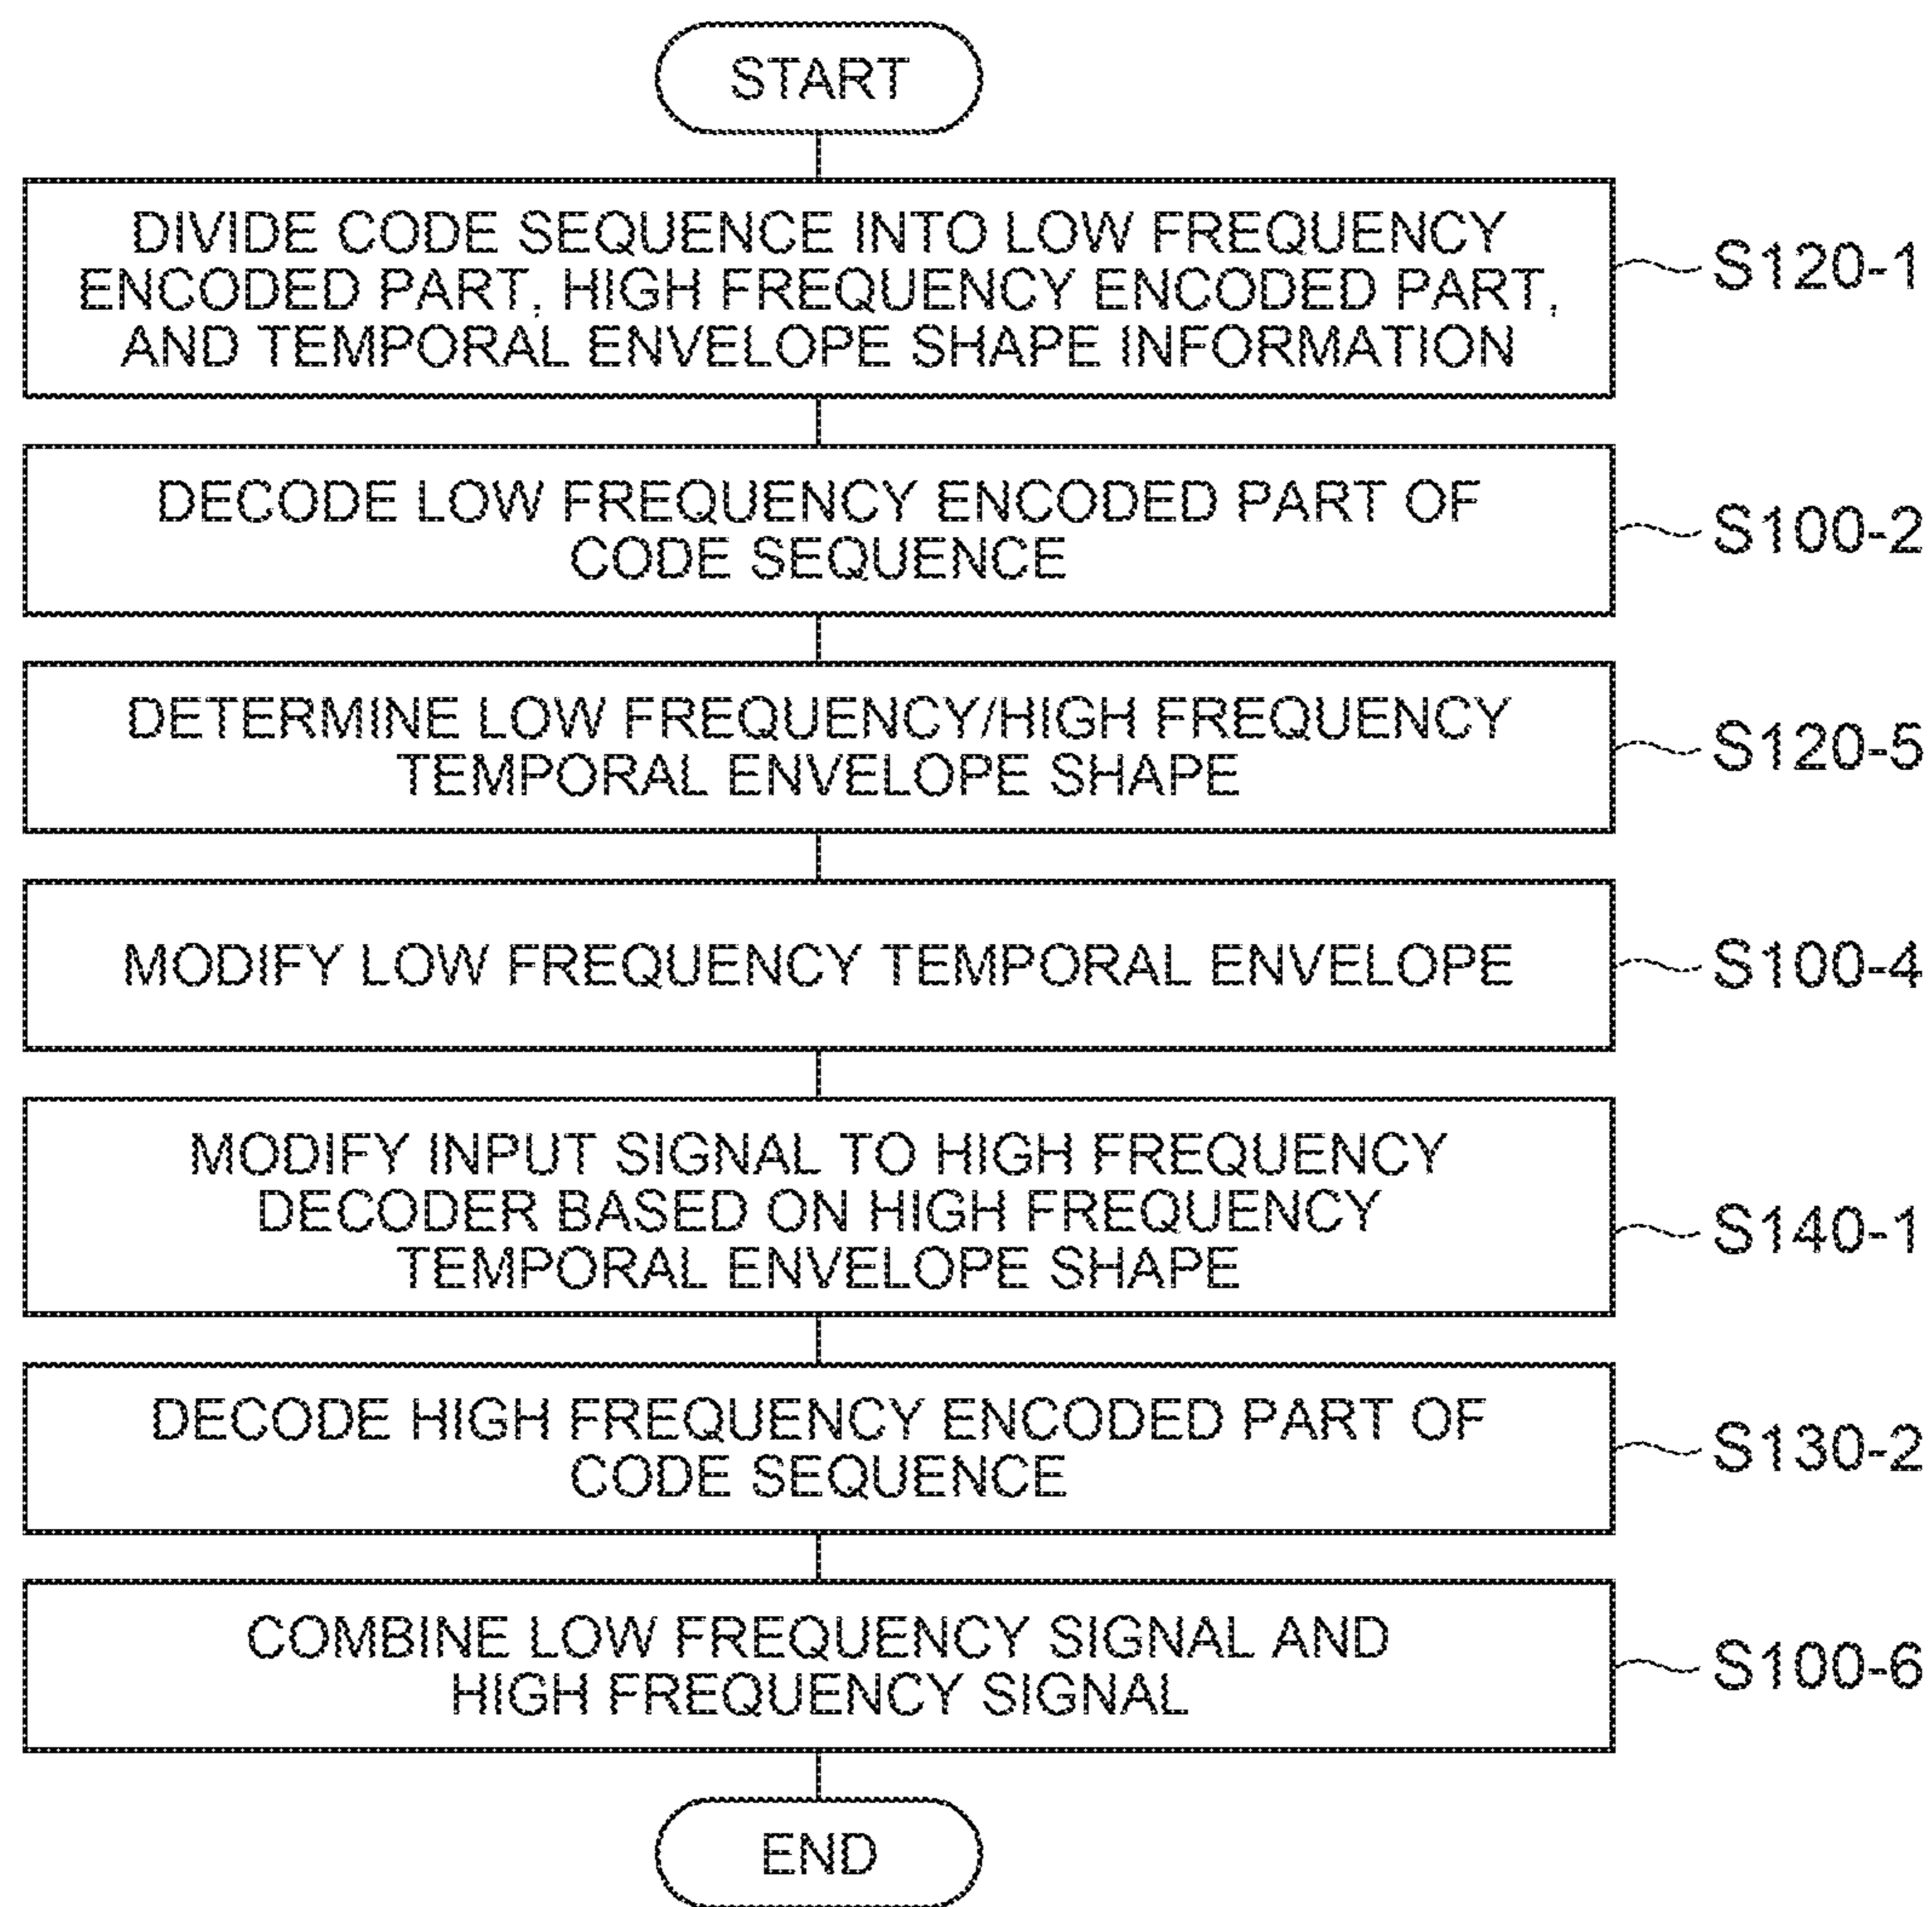 START
DIVIDE CODE SEQUENCE INTO LOW FREQUENCY
ENCODED PART, HIGH FREQUENCY ENCODED PART,
AND TEMPORAL ENVELOPE SHAPE INFORMATION
S120-1
DECODE LOW FREQUENCY ENCODED PART OF
CODE SEQUENCE
S100-2
DETERMINE LOW FREQUENCY/HIGH FREQUENCY
TEMPORAL ENVELOPE SHAPE
S120-5
MODIFY LOW FREQUENCY TEMPORAL ENVELOPE
S100-4
MODIFY INPUT SIGNAL TO HIGH FREQUENCY
DECODER BASED ON HIGH FREQUENCY
TEMPORAL ENVELOPE SHAPE
S140-1
DECODE HIGH FREQUENCY ENCODED PART OF
CODE SEQUENCE
S130-2
COMBINE LOW FREQUENCY SIGNAL AND
HIGH FREQUENCY SIGNAL
S100-6
END